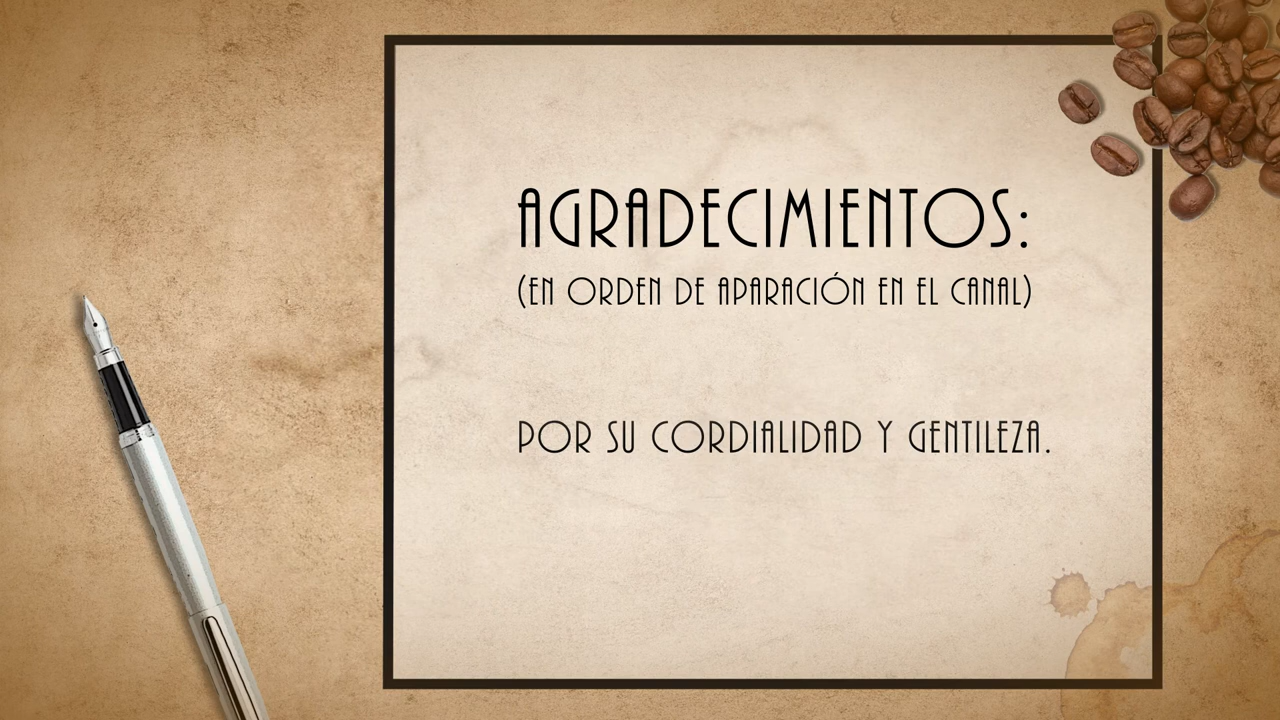 AGRADECIMIENTOS:
(EN ORDEN DE APARACIÓN EN EL CANAL)
POR SU CORDIALIDAD Y GENTILEZA.